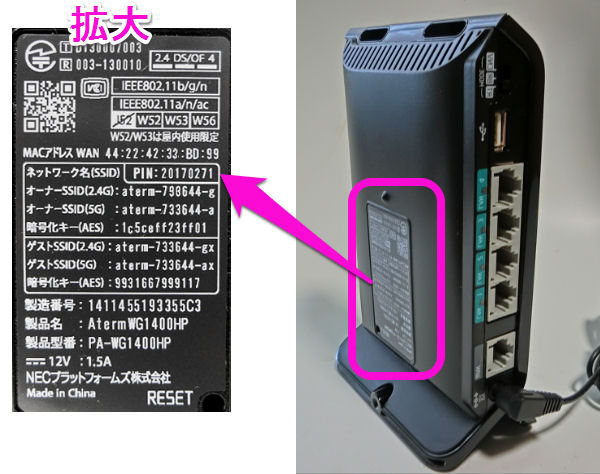 拡大
T D130007003
R 003-130010
2.4 DS/OF 4
IEEE802.11b/g/n
IEEE802.11a/n/ac
J52 W52 W53 W56
W52/W53は屋内使用限定
MACアドレス WAN 44:22:42:33:BD:99
ネットワーク名(SSID) PIN:20170271
オーナーSSID(2.4G):aterm-798644-g
オーナーSSID(5G):aterm-733644-a
暗号化キー(AES):1c5ceff23ff01
ゲストSSID(2.4G):aterm-733644-gx
ゲストSSID(5G):aterm-733644-ax
暗号化キー(AES):9931667999117
製造番号:1411455193355C3
製品名:AtermWG1400HP
製品型番:PA-WG1400HP
12V:1.5A
NECプラットフォームズ株式会社
Made in China
RESET